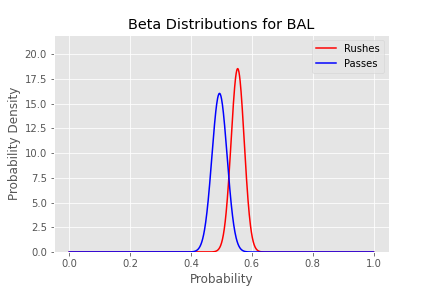 Beta Distributions for BAL
Rushes
Passes
Probability Density
20.0
17.5
15.0
12.5
10.0
7.5
5.0
2.5
0.0
0.0 0.2 0.4 0.6 0.8 1.0
Probability